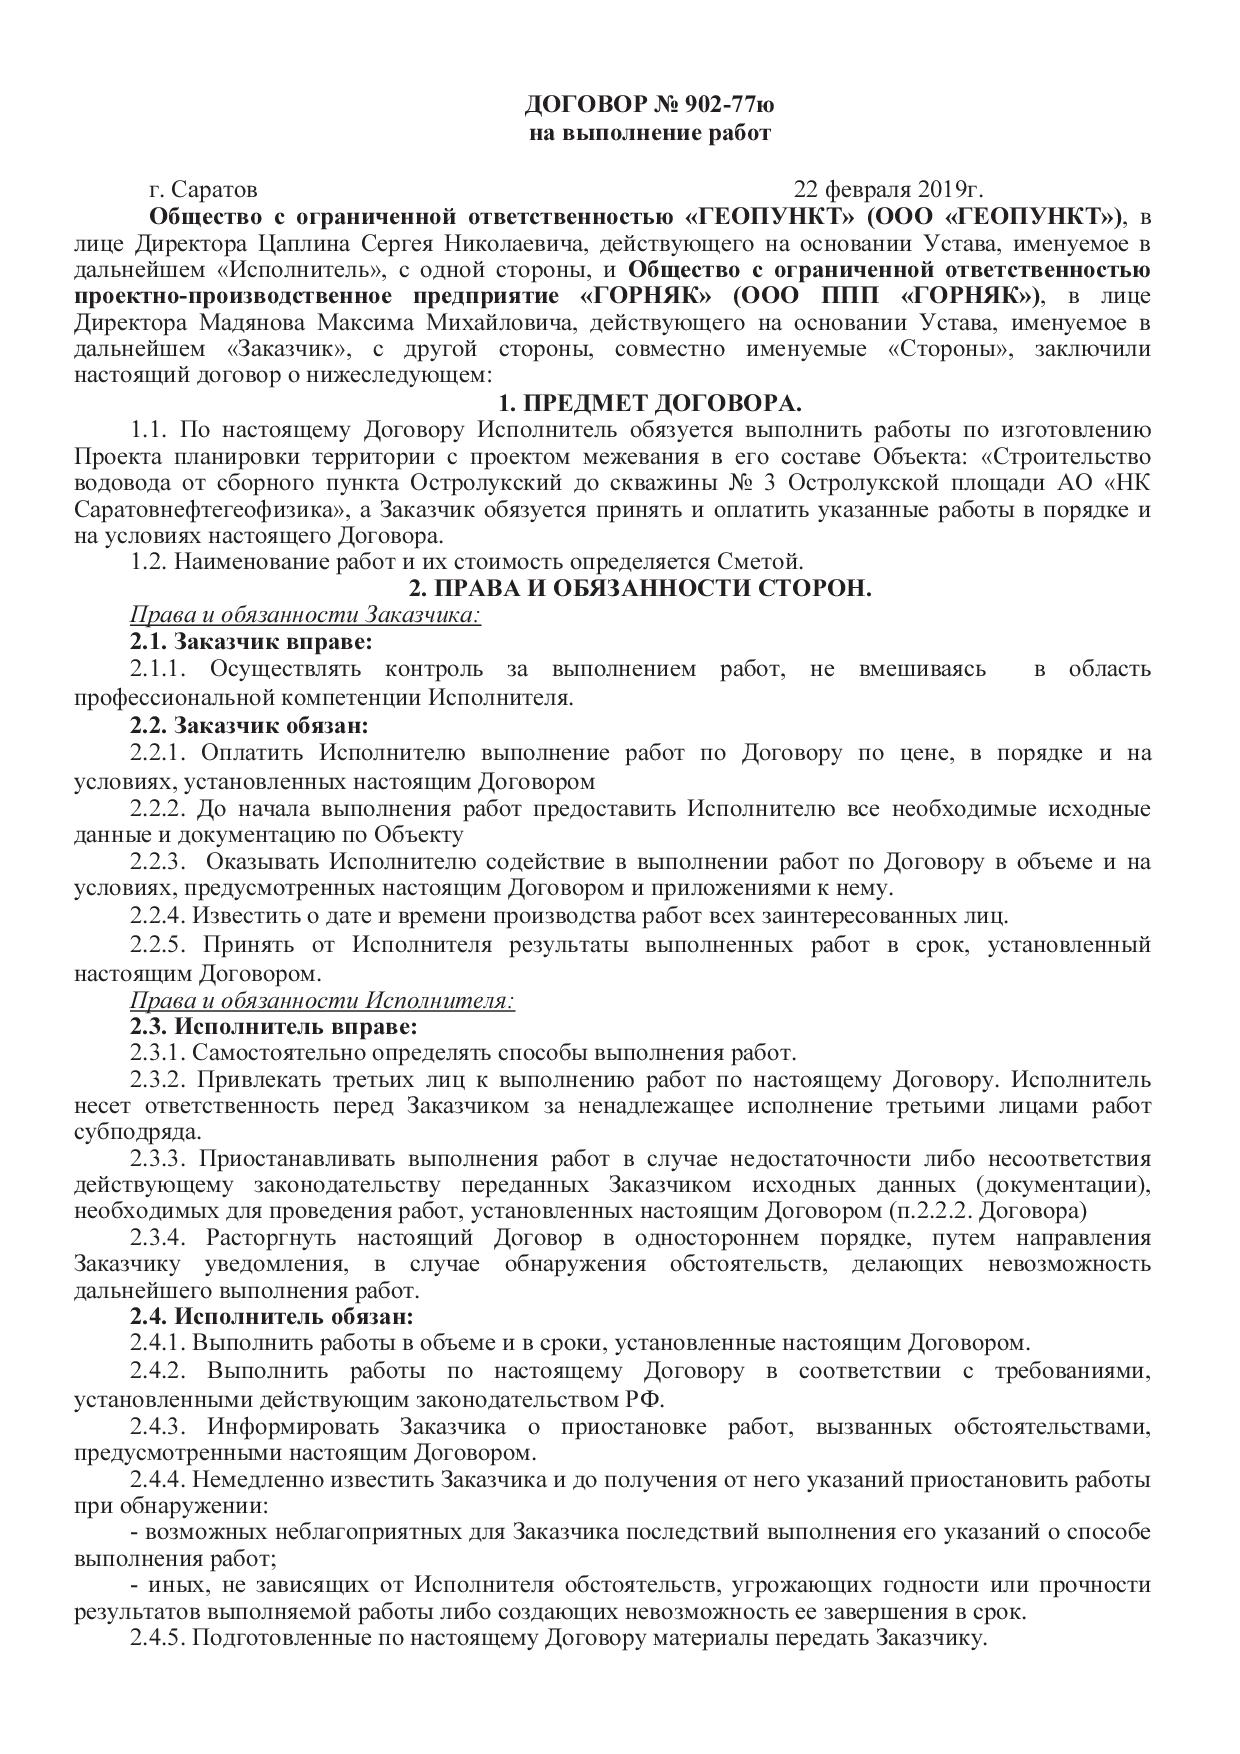 ДОГОВОР № 902-77ю
на выполнение работ
г. Саратов 22 февраля 2019г.
Общество с ограниченной ответственностью «ГЕОПУНКТ» (ООО «ГЕОПУНКТ»), в
лице Директора Цаплина Сергея Николаевича, действующего на основании Устава, именуемое в
дальнейшем «Исполнитель», с одной стороны, и Общество с ограниченной ответственностью
проектно-производственное предприятие «ГОРНЯК» (ООО ППП «ГОРНЯК»), в лице
Директора Мадянова Максима Михайловича, действующего на основании Устава, именуемое в
дальнейшем «Заказчик», с другой стороны, совместно именуемые «Стороны», заключили
настоящий договор о нижеследующем:
1. ПРЕДМЕТ ДОГОВОРА.
1.1. По настоящему Договору Исполнитель обязуется выполнить работы по изготовлению
Проекта планировки территории с проектом межевания в его составе Объекта: «Строительство
водовода от сборного пункта Остролукский до скважины № 3 Остролукской площади АО «НК
Саратовнефтегеофизика», а Заказчик обязуется принять и оплатить указанные работы в порядке и
на условиях настоящего Договора.
1.2. Наименование работ и их стоимость определяется Сметой.
2. ПРАВА И ОБЯЗАННОСТИ СТОРОН.
Права и обязанности Заказчика:
2.1. Заказчик вправе:
2.1.1. Осуществлять контроль за выполнением работ, не вмешиваясь в область
профессиональной компетенции Исполнителя.
2.2. Заказчик обязан:
2.2.1. Оплатить Исполнителю выполнение работ по Договору по цене, в порядке и на
условиях, установленных настоящим Договором
2.2.2. До начала выполнения работ предоставить Исполнителю все необходимые исходные
данные и документацию по Объекту
2.2.3. Оказывать Исполнителю содействие в выполнении работ по Договору в объеме и на
условиях, предусмотренных настоящим Договором и приложениями к нему.
2.2.4. Известить о дате и времени производства работ всех заинтересованных лиц.
2.2.5. Принять от Исполнителя результаты выполненных работ в срок, установленный
настоящим Договором.
Права и обязанности Исполнителя:
2.3. Исполнитель вправе:
2.3.1. Самостоятельно определять способы выполнения работ.
2.3.2. Привлекать третьих лиц к выполнению работ по настоящему Договору. Исполнитель
несет ответственность перед Заказчиком за ненадлежащее исполнение третьими лицами работ
субподряда.
2.3.3. Приостанавливать выполнения работ в случае недостаточности либо несоответствия
действующему законодательству переданных Заказчиком исходных данных (документации),
необходимых для проведения работ, установленных настоящим Договором (п.2.2.2. Договора)
2.3.4. Расторгнуть настоящий Договор в одностороннем порядке, путем направления
Заказчику уведомления, в случае обнаружения обстоятельств, делающих невозможность
дальнейшего выполнения работ.
2.4. Исполнитель обязан:
2.4.1. Выполнить работы в объеме и в сроки, установленные настоящим Договором.
2.4.2. Выполнить работы по настоящему Договору в соответствии с требованиями,
установленными действующим законодательством РФ.
2.4.3. Информировать Заказчика о приостановке работ, вызванных обстоятельствами,
предусмотренными настоящим Договором.
2.4.4. Немедленно известить Заказчика и до получения от него указаний приостановить работы
при обнаружении:
- возможных неблагоприятных для Заказчика последствий выполнения его указаний о способе
выполнения работ;
- иных, не зависящих от Исполнителя обстоятельств, угрожающих годности или прочности
результатов выполняемой работы либо создающих невозможность ее завершения в срок.
2.4.5. Подготовленные по настоящему Договору материалы передать Заказчику.